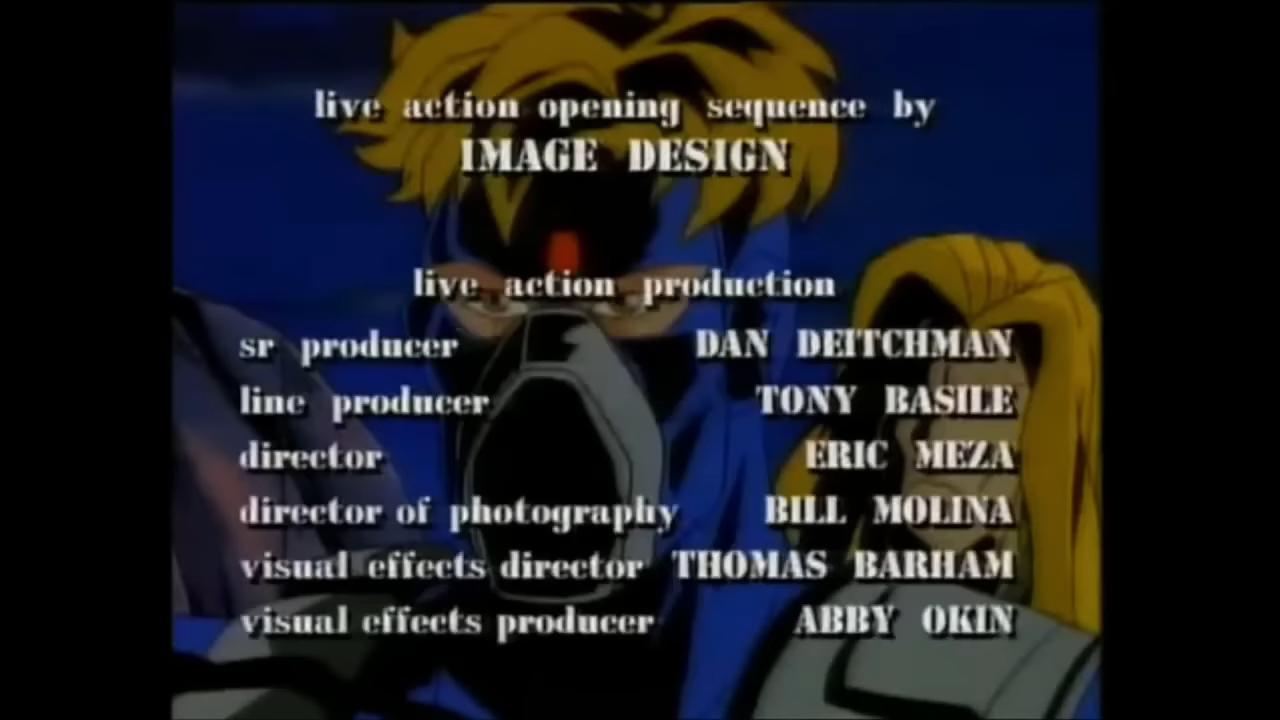 live action opening sequence by
IMAGE DESIGN
live action production
sr producer DAN DEITCHMAN
line producer TONY BASILE
director ERIC MEZA
director of photography BILL MOLINA
visual effects director THOMAS BARHAM
visual effects producer ABBY OKIN